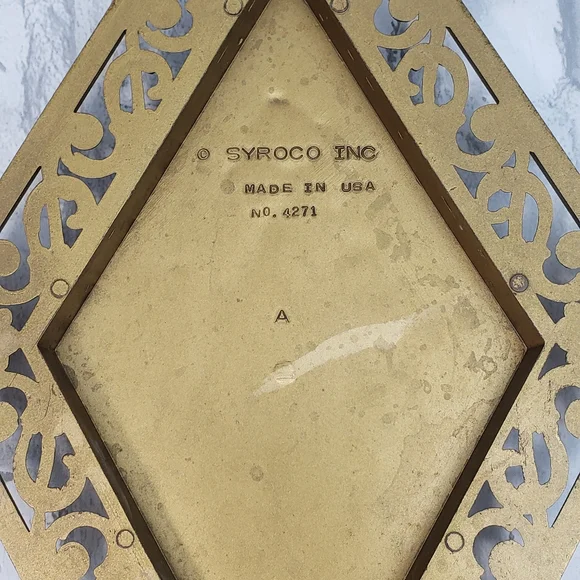 © SYROCO INC
MADE IN USA
NO. 4271
A